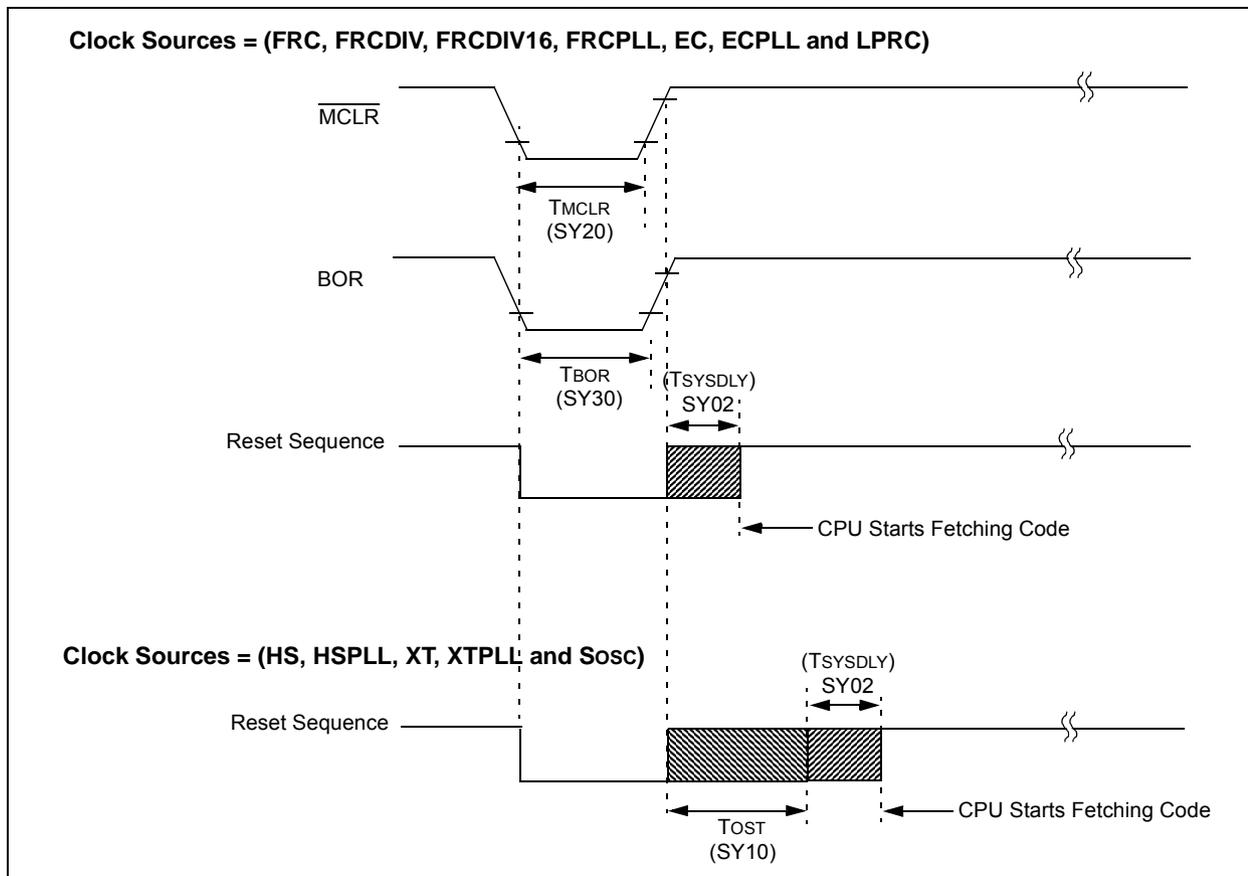 Clock Sources = (FRC, FRCDIV, FRCDIV16, FRCPLL, EC, ECPLL and LPRC)
MCLR
TMCLR
(SY20)
BOR
TBOR
(SY30)
(TSYSDLY)
SY02
Reset Sequence
CPU Starts Fetching Code
Clock Sources = (HS, HSPLL, XT, XTPLL and SOSC)
(TSYSDLY)
SY02
Reset Sequence
CPU Starts Fetching Code
TOST
(SY10)